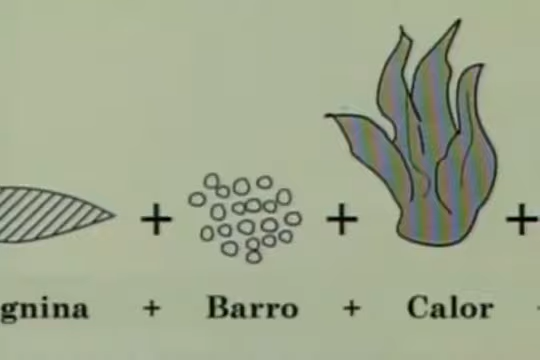 + + +
gnina + Barro + Calor